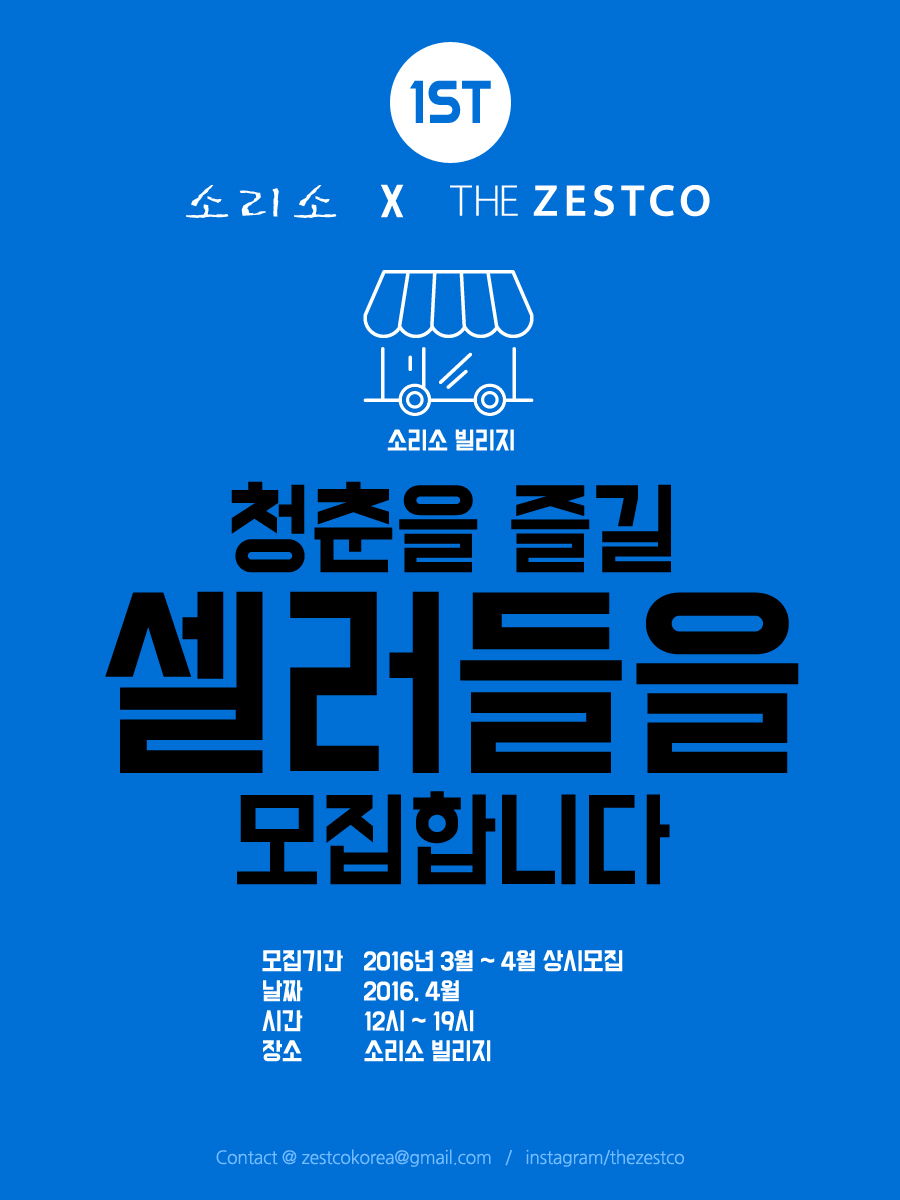 1ST
소리소 X THE ZESTCO
소리소 빌리지
청춘을 즐길
셀러들을
모집합니다
모집기간 2016년 3월 ~ 4월 상시모집
날짜 2016. 4월
시간 12시 ~ 19시
장소 소리소 빌리지
Contact @ zestcokorea@gmail.com / instagram/thezestco